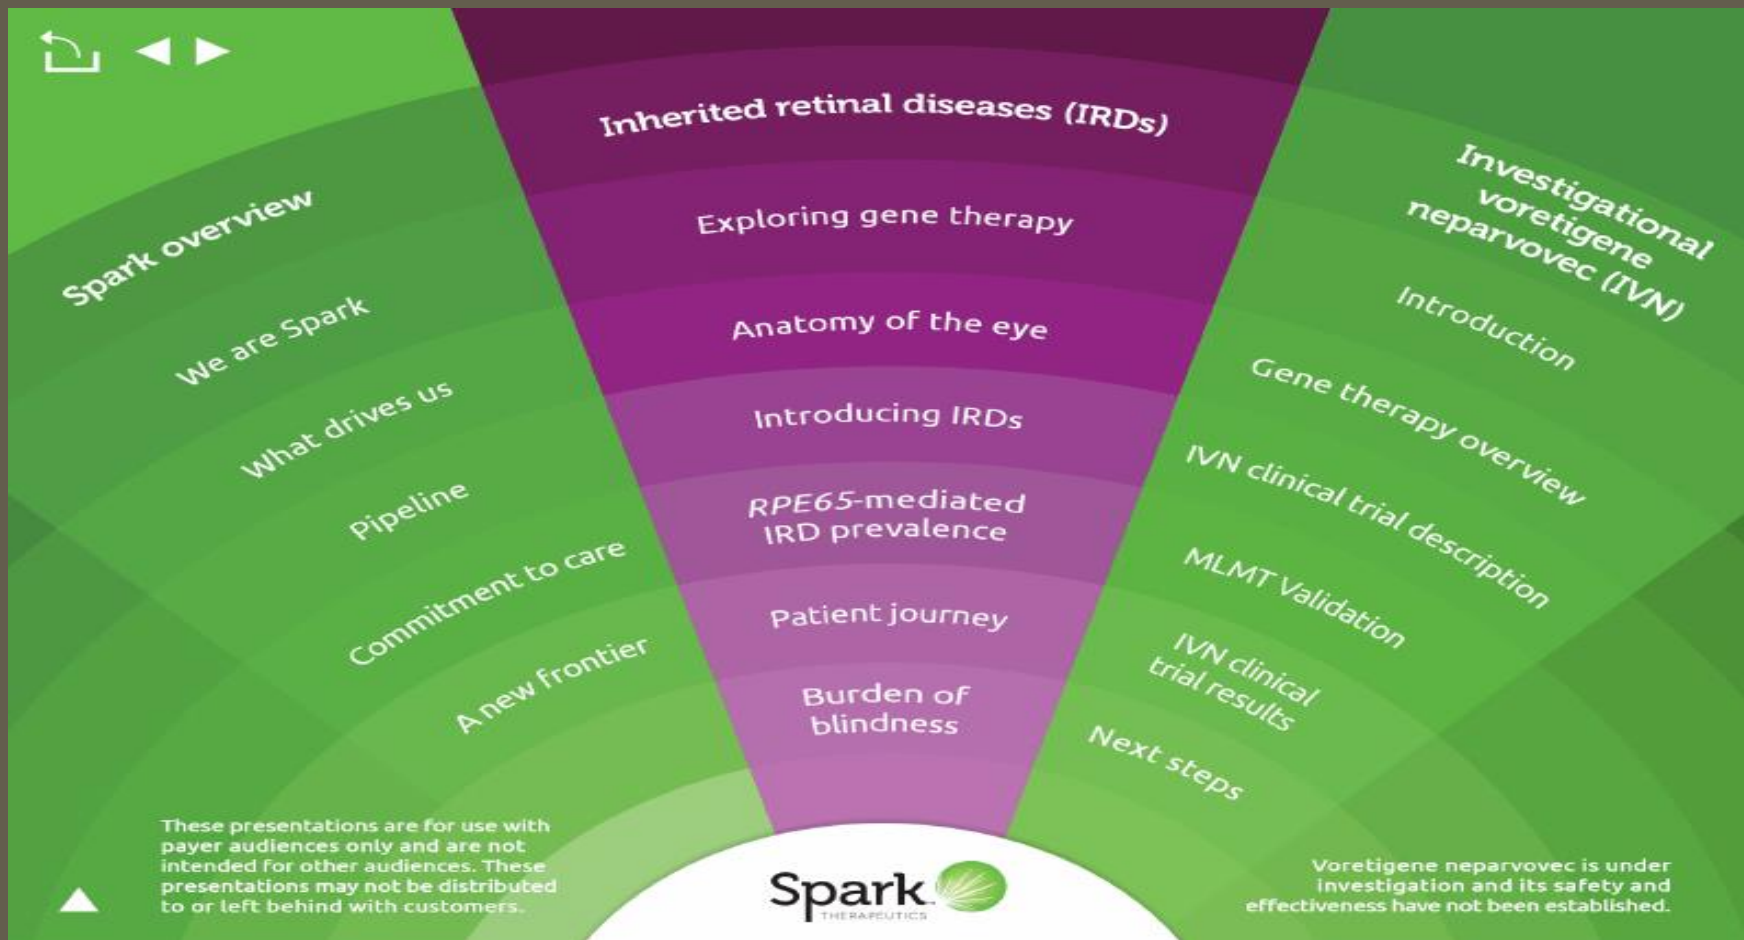 Spark overview
We are Spark
What drives us
Pipeline
Commitment to care
A new frontier
Inherited retinal diseases (IRDs)
Exploring gene therapy
Anatomy of the eye
Introducing IRDs
RPE65-mediated
IRD prevalence
Patient journey
Burden of
blindness
Investigational
voretigene
neparvovec (IVN)
Introduction
Gene therapy overview
IVN clinical trial description
MLMT Validation
IVN clinical
trial results
Next steps
These presentations are for use with
payer audiences only and are not
intended for other audiences. These
presentations may not be distributed
to or left behind with customers.
Spark
THERAPEUTICS
Voretigene neparvovec is under
investigation and its safety and
effectiveness have not been established.